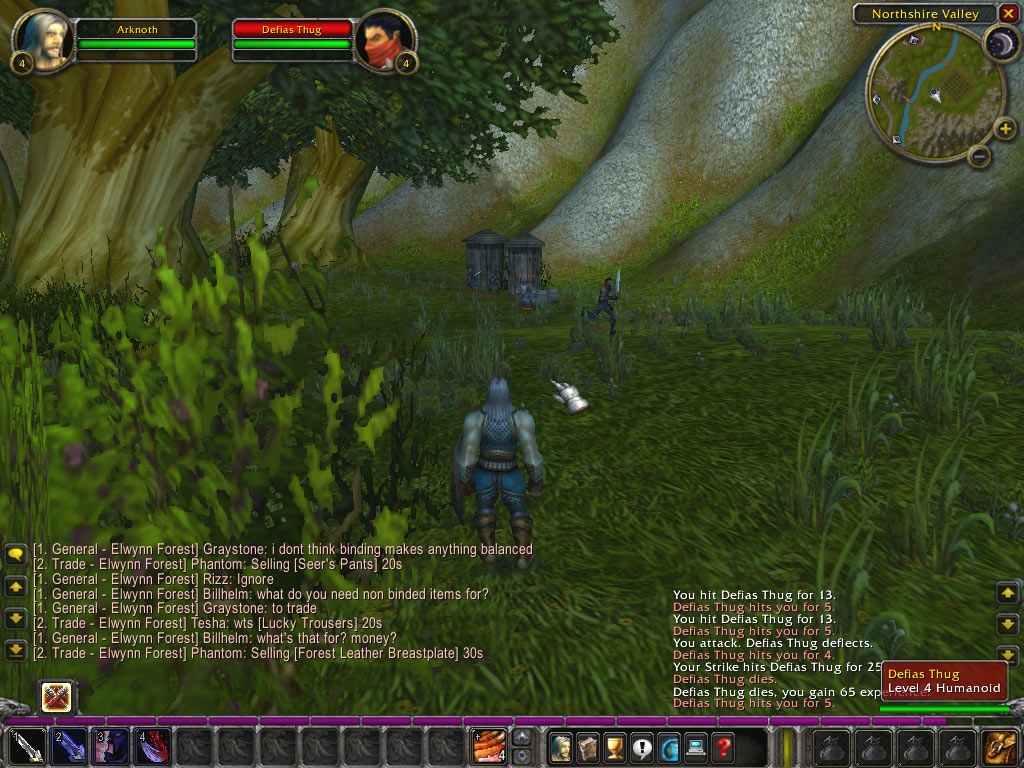 Arknoth
Defias Thug
4
4
Northshire Valley
N
[1. General - Elwynn Forest] Graystone: i dont think binding makes anything balanced
[2. Trade - Elwynn Forest] Phantom: Selling [Seer's Pants] 20s
[1. General - Elwynn Forest] Rizz: Ignore
[1. General - Elwynn Forest] Billhelm: what do you need non binded items for?
[1. General - Elwynn Forest] Graystone: to trade
[2. Trade - Elwynn Forest] Tesha: wts [Lucky Trousers] 20s
[1. General - Elwynn Forest] Billhelm: what's that for? money?
[2. Trade - Elwynn Forest] Phantom: Selling [Forest Leather Breastplate] 30s
You hit Defias Thug for 13.
Defias Thug hits you for 5.
You hit Defias Thug for 13.
Defias Thug hits you for 5.
You attack. Defias Thug deflects.
Defias Thug hits you for 4.
Your Strike hits Defias Thug for 25
Defias Thug dies.
Defias Thug dies, you gain 65 experience.
Defias Thug hits you for 5.
Defias Thug
Level 4 Humanoid
1
2
3
4
+
4